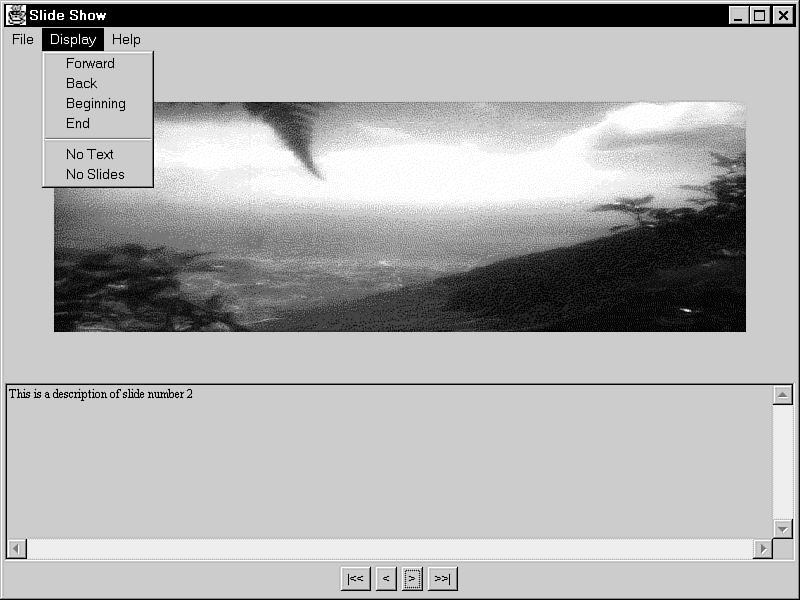 Slide Show
File Display Help
Forward
Back
Beginning
End
No Text
No Slides
This is a description of slide number 2
|<< < > >>|